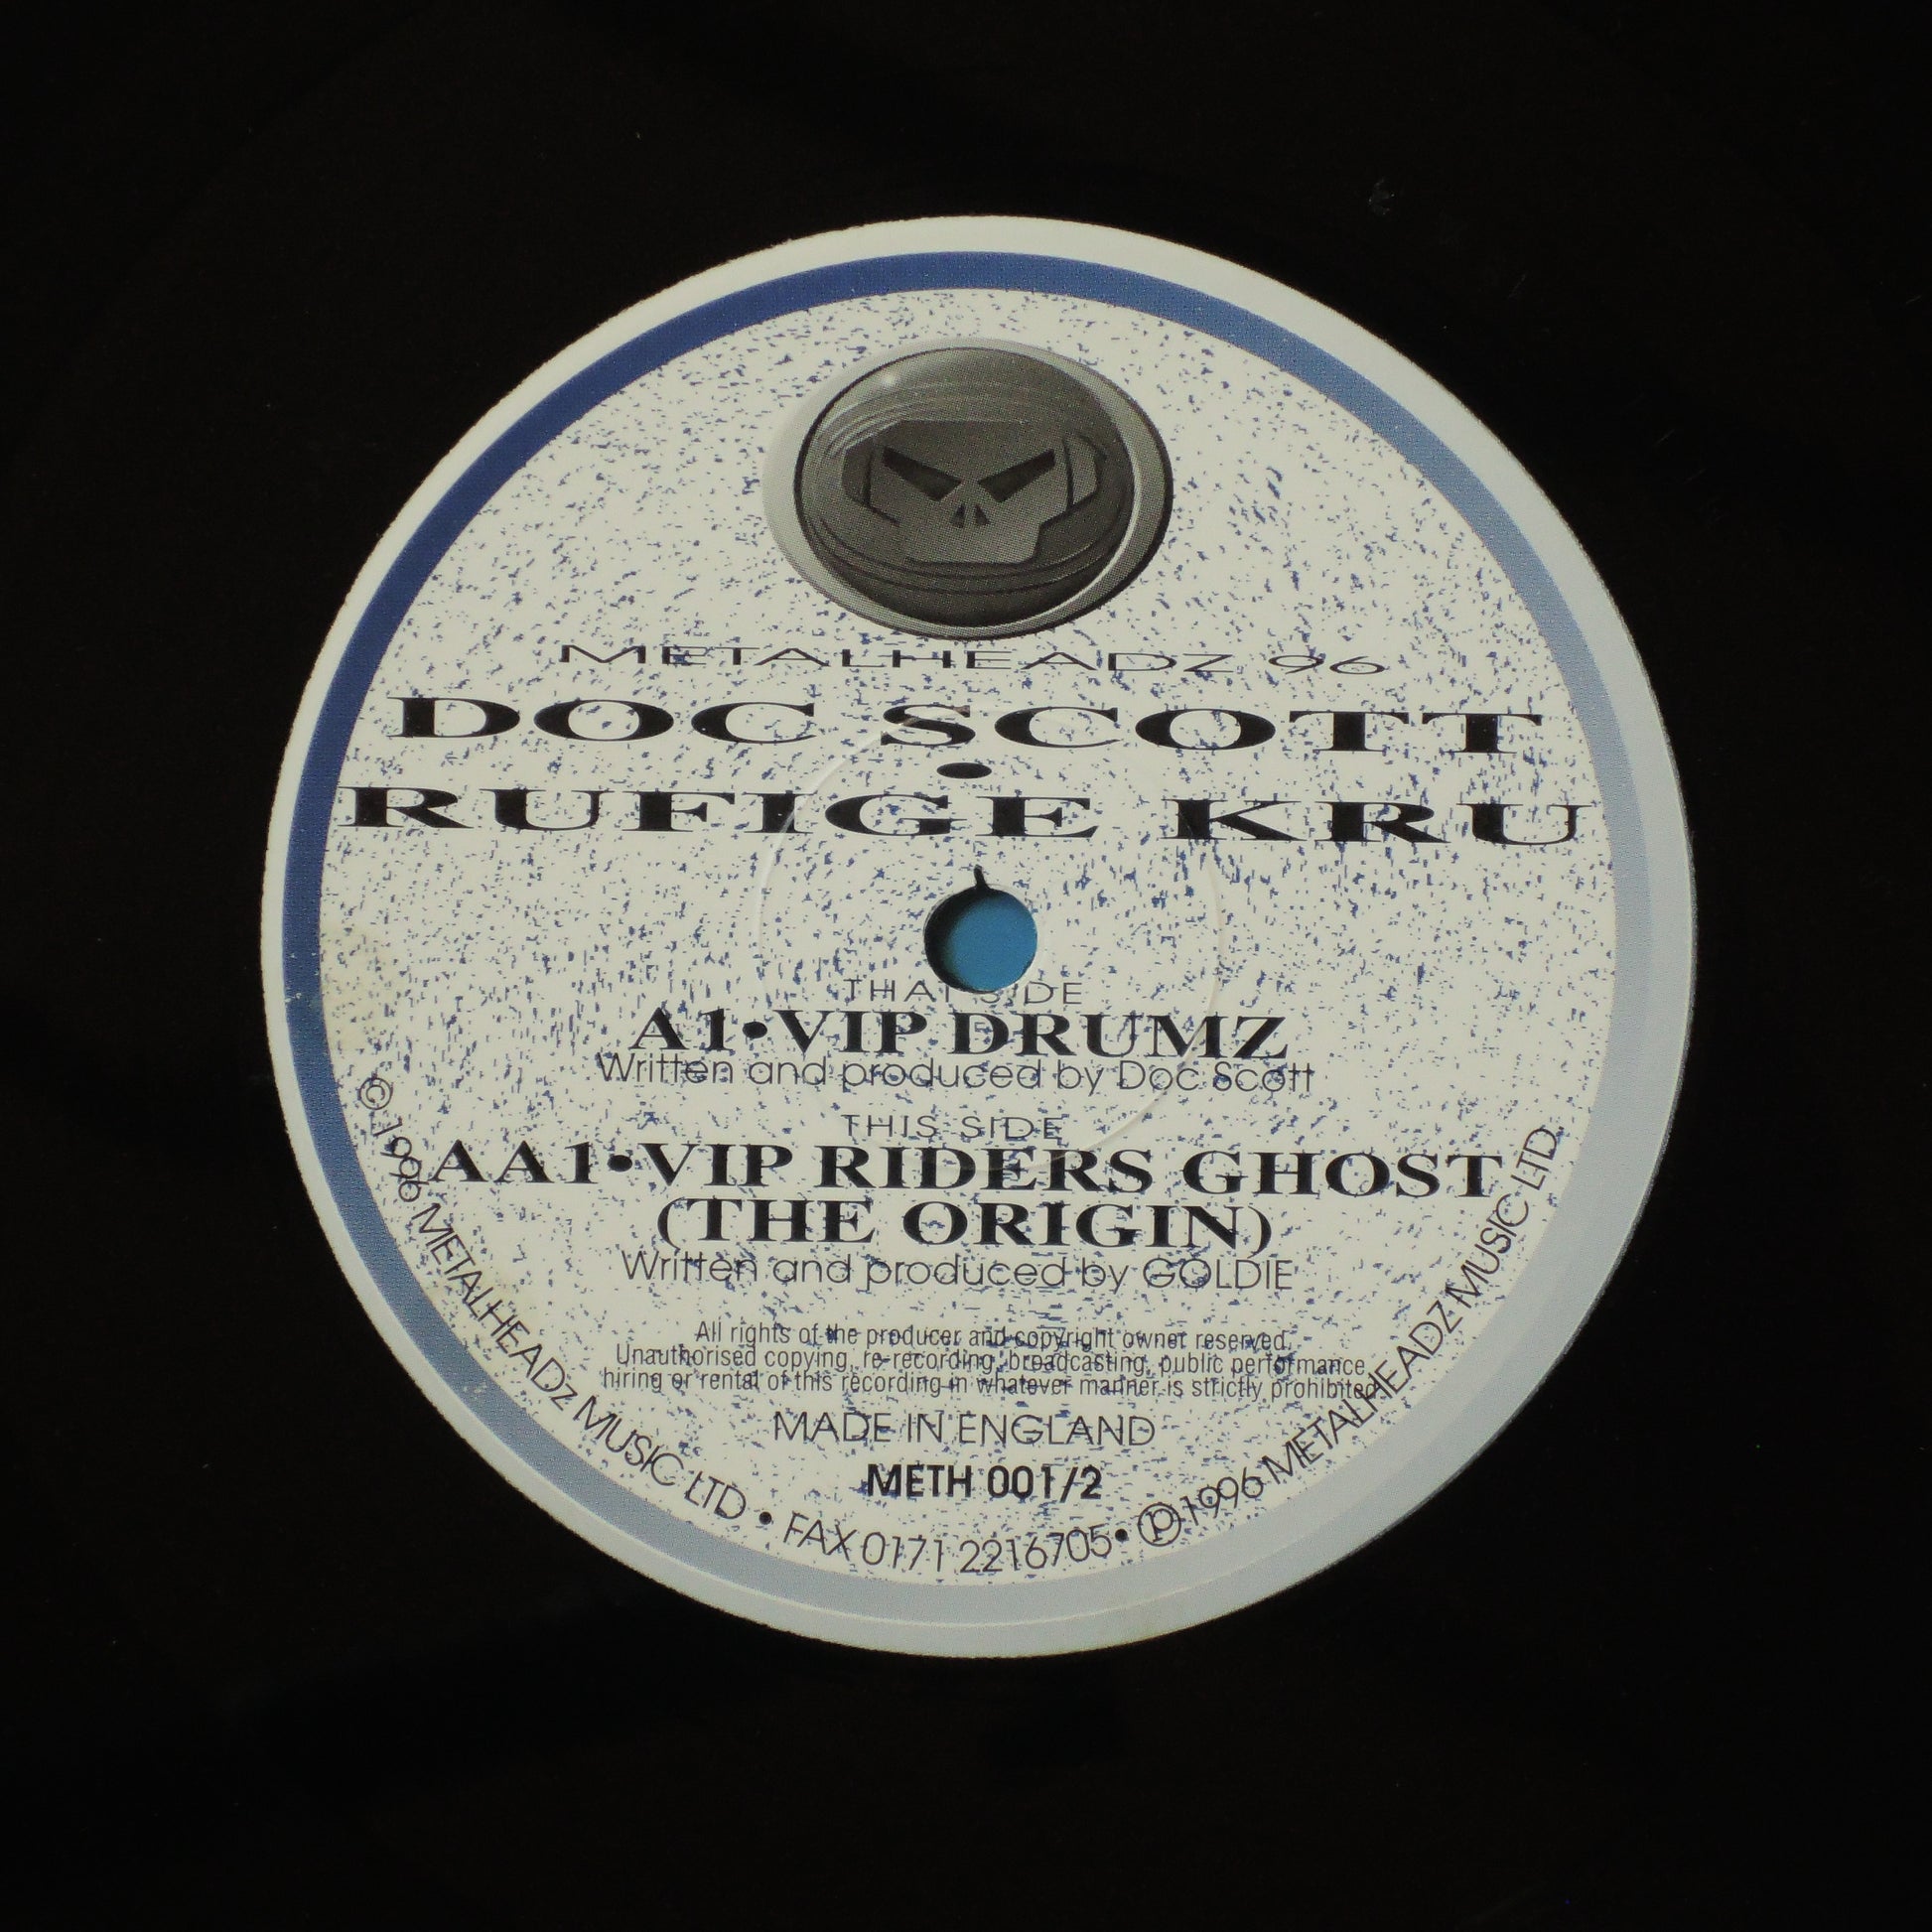 METALHEADZ 96
DOC SCOTT
•
RUFIGE KRU
THAT SIDE
A1•VIP DRUMZ
Written and produced by Doc Scott
THIS SIDE
AA1•VIP RIDERS GHOST
(THE ORIGIN)
Written and produced by GOLDIE
All rights of the producer and copyright owner reserved.
Unauthorised copying, re-recording, broadcasting, public performance,
hiring or rental of this recording in whatever manner is strictly prohibited.
MADE IN ENGLAND
METH 001/2
© 1996 METALHEADZ MUSIC LTD • FAX 0171 2216705 • ℗ 1996 METALHEADZ MUSIC LTD